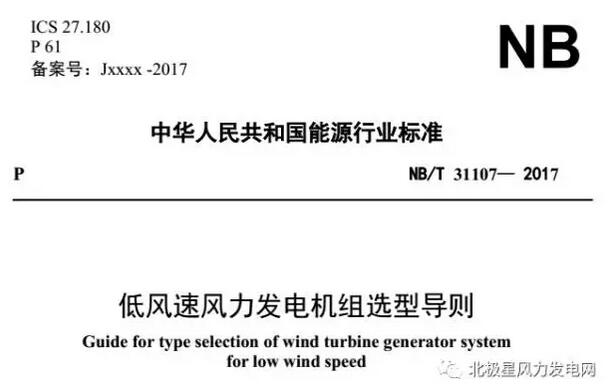 ICS 27.180
P 61
备案号：Jxxxx -2017
NB
中华人民共和国能源行业标准
P NB/T 31107— 2017
低风速风力发电机组选型导则
Guide for type selection of wind turbine generator system
for low wind speed
北极星风力发电网